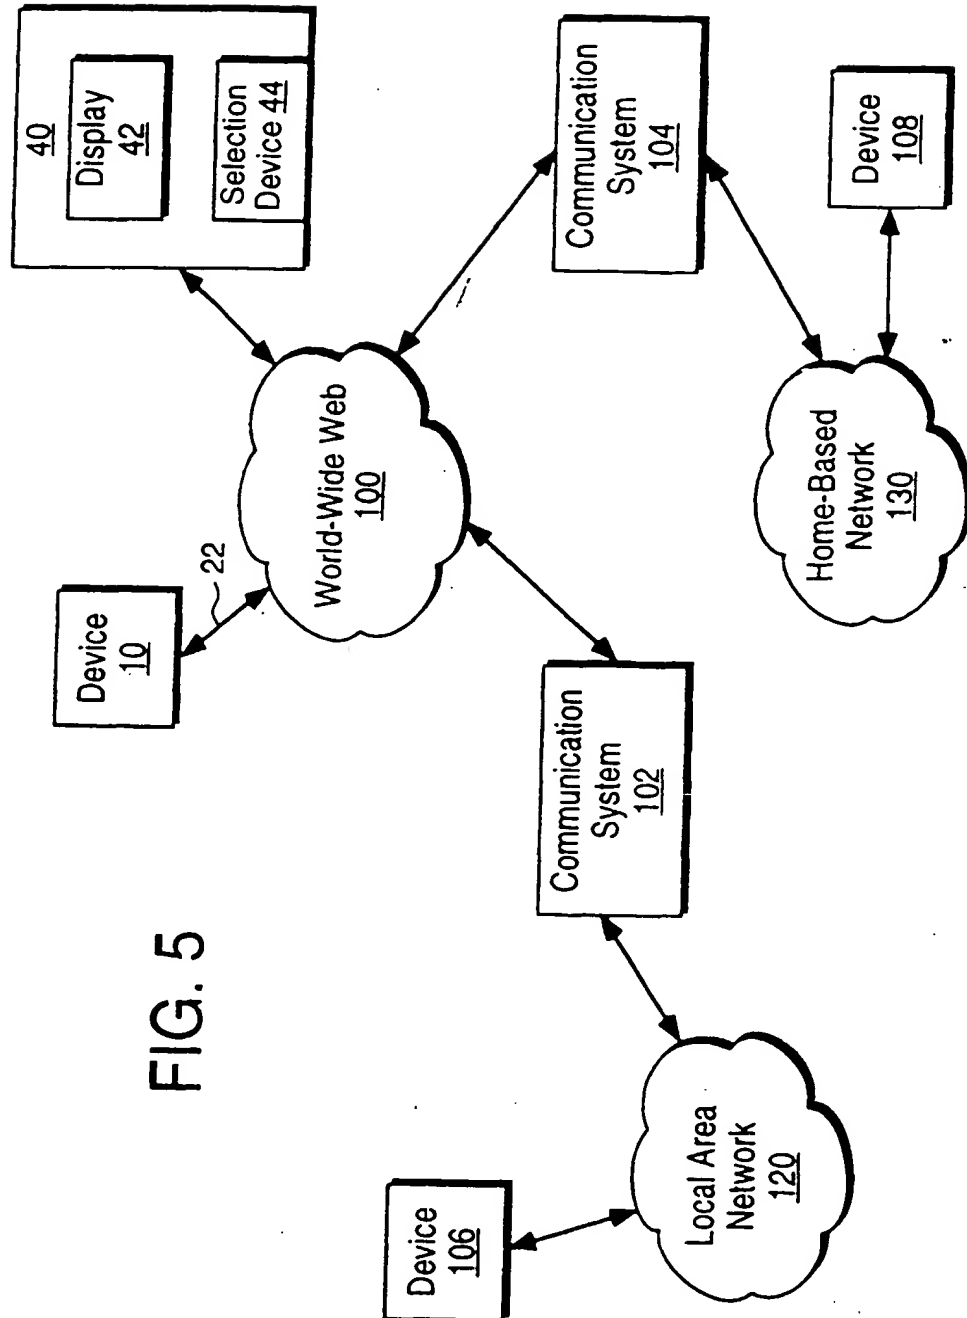 FIG. 5
Device
10
22
40
Display
42
Selection
Device 44
World-Wide Web
100
Communication
System
102
Communication
System
104
Device
106
Local Area
Network
120
Home-Based
Network
130
Device
108